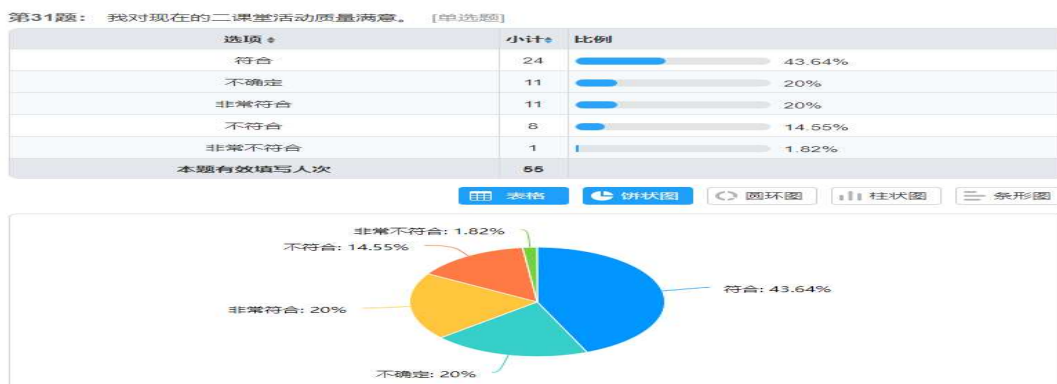 第31题： 我对现在的二课堂活动质量满意。 [单选题]
选项 小计 比例
符合 24 43.64%
不确定 11 20%
非常符合 11 20%
不符合 8 14.55%
非常不符合 1 1.82%
本题有效填写人次 55
表格 饼状图 圆环图 柱状图 条形图
非常不符合: 1.82%
不符合: 14.55%
符合: 43.64%
非常符合: 20%
不确定: 20%